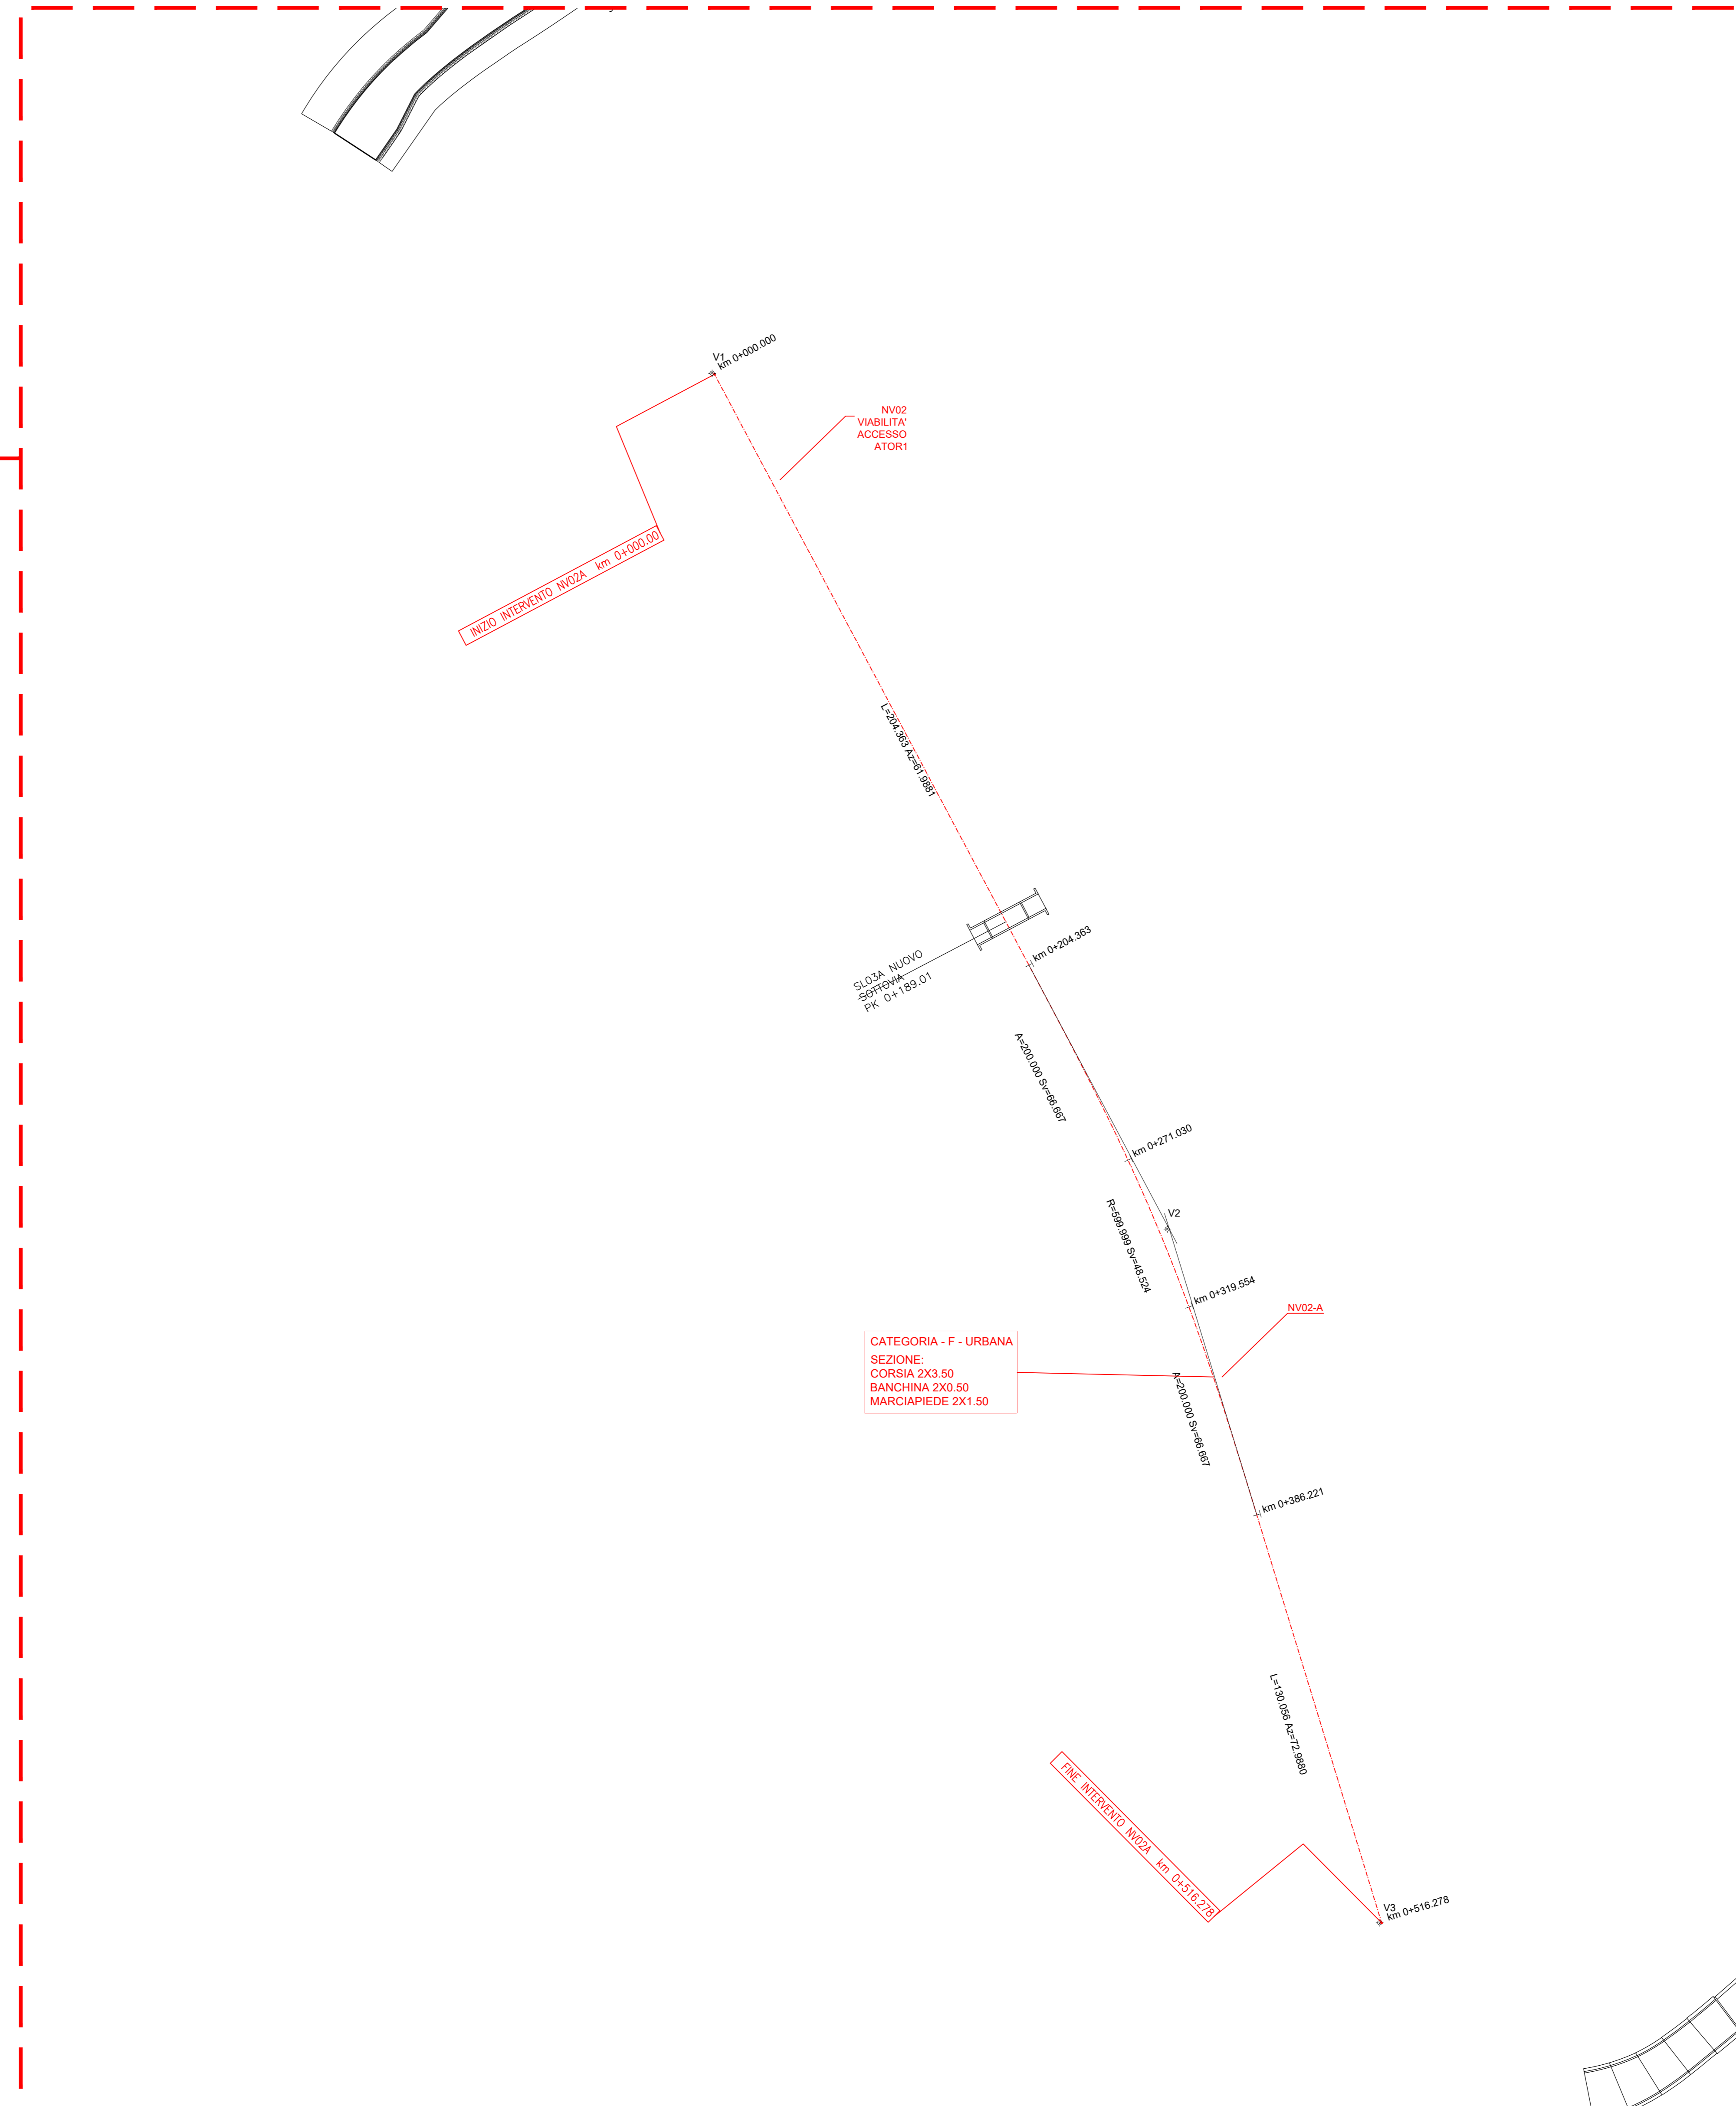 V1
km 0+000.000
NV02
VIABILITA'
ACCESSO
ATOR1
INIZIO INTERVENTO NV02A km 0+000.00
L=204.363 Az=61.9881
SL03A NUOVO
SOTTOVIA
PK 0+189.01
km 0+204.363
A=200.000 Sv=66.667
km 0+271.030
V2
R=599.999 Sv=48.524
km 0+319.554
NV02-A
CATEGORIA - F - URBANA
SEZIONE:
CORSIA 2X3.50
BANCHINA 2X0.50
MARCIAPIEDE 2X1.50
A=200.000 Sv=66.667
km 0+386.221
L=130.056 Az=72.9880
FINE INTERVENTO NV02A km 0+516.278
V3
km 0+516.278